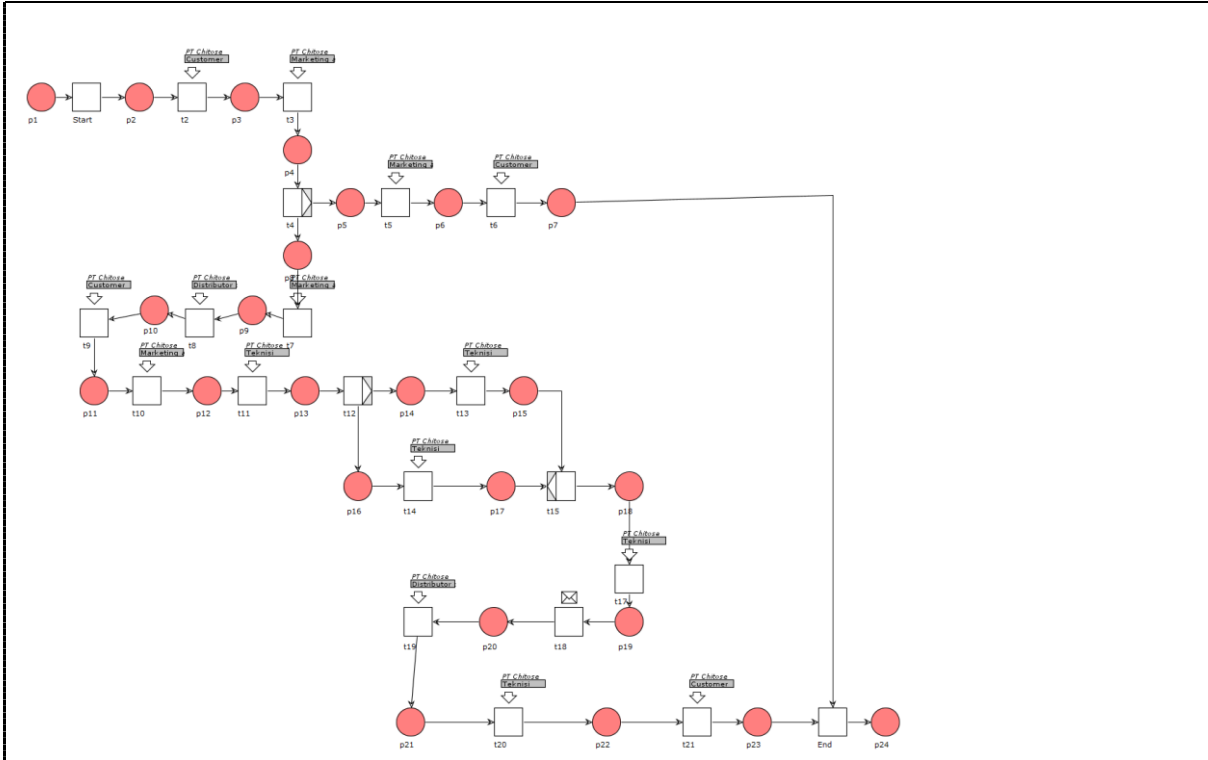 PT Chitose
Customer
PT Chitose
Marketing
p1
Start
p2
t2
p3
t3
p4
PT Chitose
Marketing
PT Chitose
Customer
t4
p5
t5
p6
t6
p7
PT Chitose
Customer
PT Chitose
Distributor
PT Chitose
Marketing
t9
p10
t8
p9
t7
PT Chitose
Marketing
PT Chitose
Teknisi
PT Chitose
Teknisi
p11
t10
p12
t11
p13
t12
p14
t13
p15
PT Chitose
Teknisi
p16
t14
p17
t15
p18
PT Chitose
Teknisi
t17
PT Chitose
Distributor
t19
p20
t18
p19
PT Chitose
Teknisi
PT Chitose
Customer
p21
t20
p22
t21
p23
End
p24